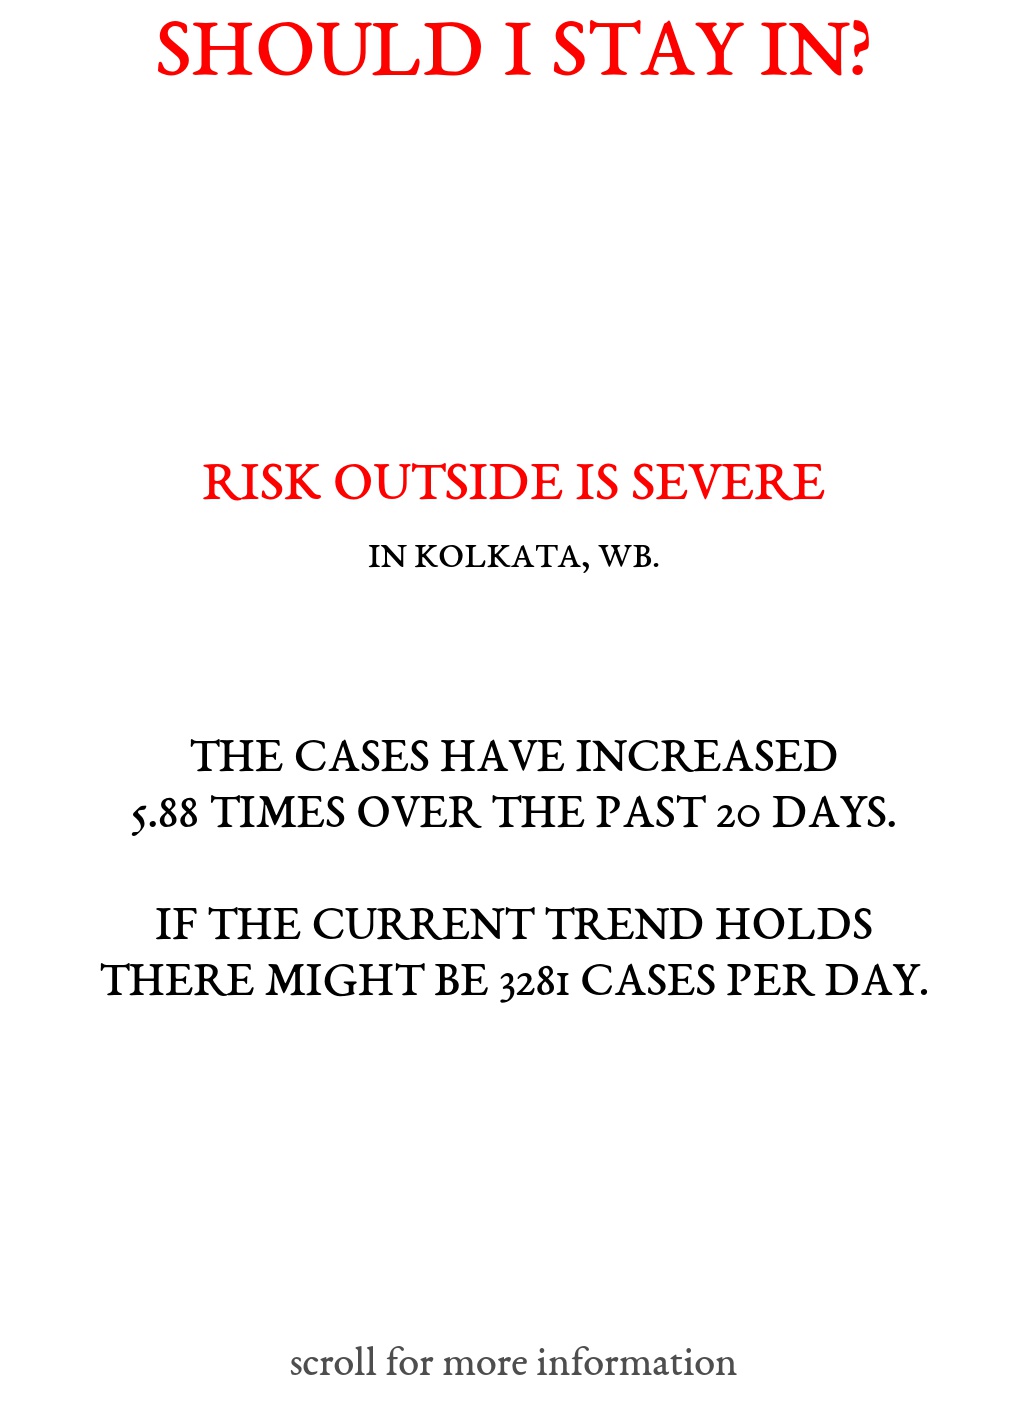 SHOULD I STAY IN?
RISK OUTSIDE IS SEVERE
IN KOLKATA, WB.
THE CASES HAVE INCREASED
5.88 TIMES OVER THE PAST 20 DAYS.
IF THE CURRENT TREND HOLDS
THERE MIGHT BE 3281 CASES PER DAY.
scroll for more information